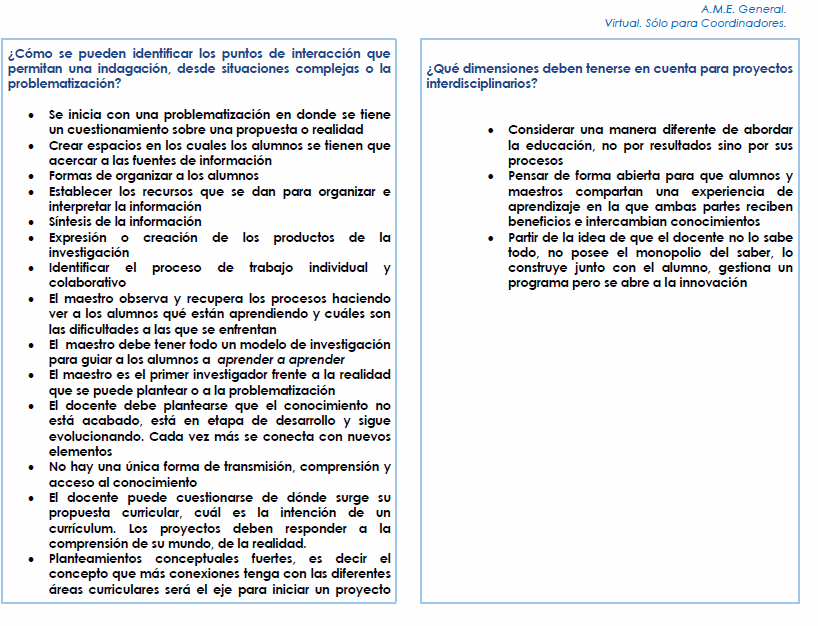 A.M.E. General.
Virtual. Sólo para Coordinadores.
¿Cómo se pueden identificar los puntos de interacción que
permitan una indagación, desde situaciones complejas o la
problematización?
• Se inicia con una problematización en donde se tiene
un cuestionamiento sobre una propuesta o realidad
• Crear espacios en los cuales los alumnos se tienen que
acercar a las fuentes de información
• Formas de organizar a los alumnos
• Establecer los recursos que se dan para organizar e
interpretar la información
• Síntesis de la información
• Expresión o creación de los productos de la
investigación
• Identificar el proceso de trabajo individual y
colaborativo
• El maestro observa y recupera los procesos haciendo
ver a los alumnos qué están aprendiendo y cuáles son
las dificultades a las que se enfrentan
• El maestro debe tener todo un modelo de investigación
para guiar a los alumnos a aprender a aprender
• El maestro es el primer investigador frente a la realidad
que se puede plantear o a la problematización
• El docente debe plantearse que el conocimiento no
está acabado, está en etapa de desarrollo y sigue
evolucionando. Cada vez más se conecta con nuevos
elementos
• No hay una única forma de transmisión, comprensión y
acceso al conocimiento
• El docente puede cuestionarse de dónde surge su
propuesta curricular, cuál es la intención de un
currículum. Los proyectos deben responder a la
comprensión de su mundo, de la realidad.
• Planteamientos conceptuales fuertes, es decir el
concepto que más conexiones tenga con las diferentes
áreas curriculares será el eje para iniciar un proyecto
¿Qué dimensiones deben tenerse en cuenta para proyectos
interdisciplinarios?
• Considerar una manera diferente de abordar
la educación, no por resultados sino por sus
procesos
• Pensar de forma abierta para que alumnos y
maestros compartan una experiencia de
aprendizaje en la que ambas partes reciben
beneficios e intercambian conocimientos
• Partir de la idea de que el docente no lo sabe
todo, no posee el monopolio del saber, lo
construye junto con el alumno, gestiona un
programa pero se abre a la innovación